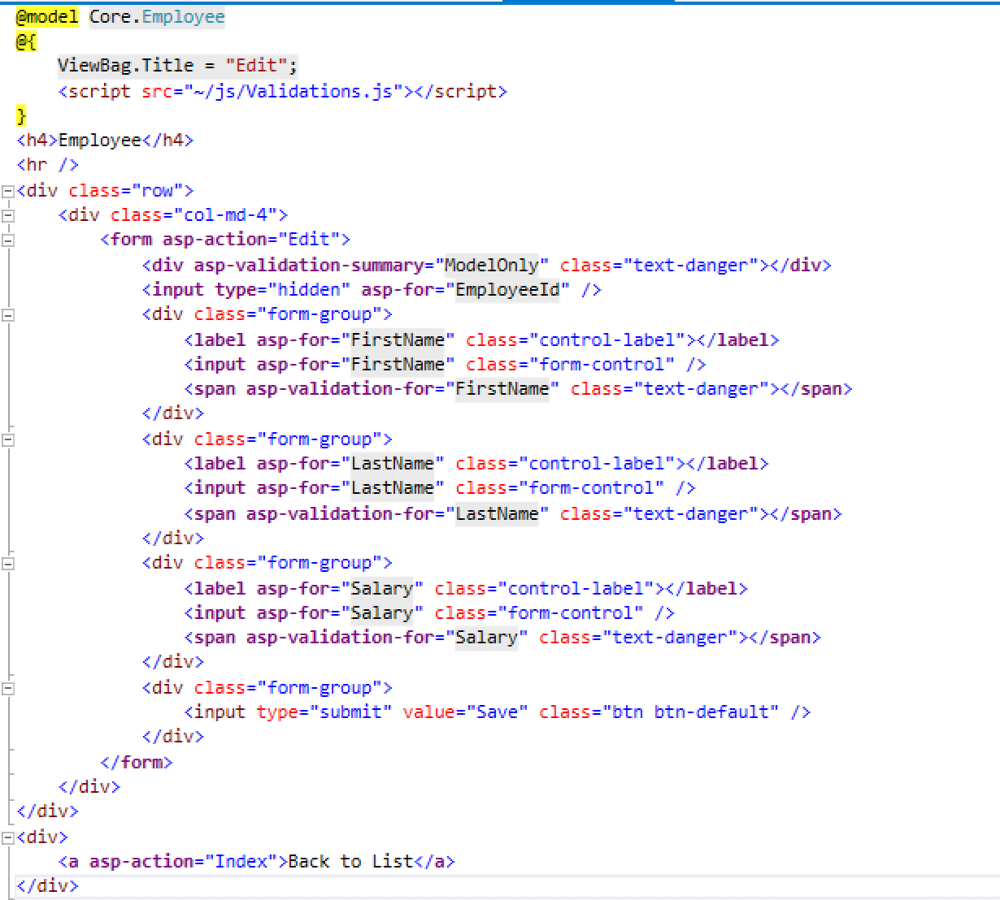 @model Core.Employee
@{
    ViewBag.Title = "Edit";
    <script src="~/js/Validations.js"></script>
}
<h4>Employee</h4>
<hr />
<div class="row">
    <div class="col-md-4">
        <form asp-action="Edit">
            <div asp-validation-summary="ModelOnly" class="text-danger"></div>
            <input type="hidden" asp-for="EmployeeId" />
            <div class="form-group">
                <label asp-for="FirstName" class="control-label"></label>
                <input asp-for="FirstName" class="form-control" />
                <span asp-validation-for="FirstName" class="text-danger"></span>
            </div>
            <div class="form-group">
                <label asp-for="LastName" class="control-label"></label>
                <input asp-for="LastName" class="form-control" />
                <span asp-validation-for="LastName" class="text-danger"></span>
            </div>
            <div class="form-group">
                <label asp-for="Salary" class="control-label"></label>
                <input asp-for="Salary" class="form-control" />
                <span asp-validation-for="Salary" class="text-danger"></span>
            </div>
            <div class="form-group">
                <input type="submit" value="Save" class="btn btn-default" />
            </div>
        </form>
    </div>
</div>
<div>
    <a asp-action="Index">Back to List</a>
</div>